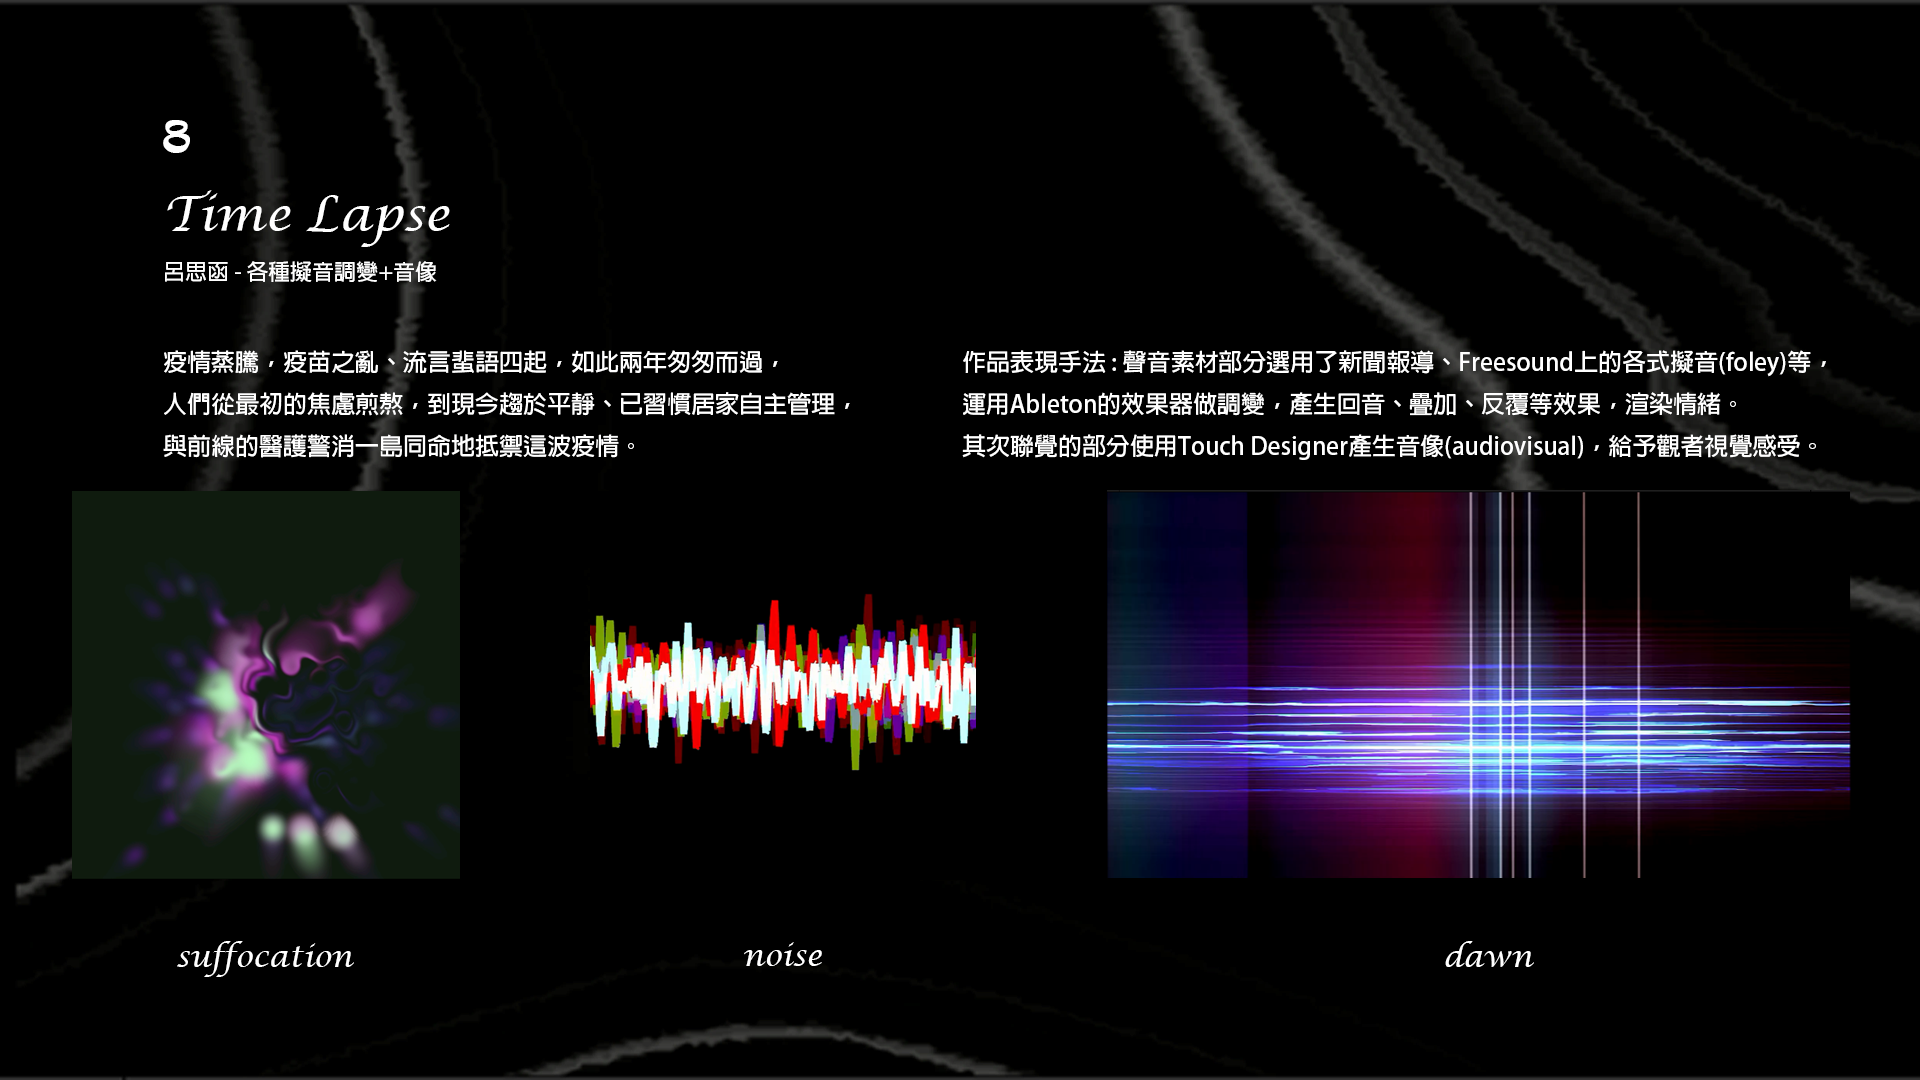 8
Time Lapse
呂思函 - 各種擬音調變+音像
疫情蒸騰，疫苗之亂、流言蜚語四起，如此兩年匆匆而過，
人們從最初的焦慮煎熬，到現今趨於平靜、已習慣居家自主管理，
與前線的醫護警消一島同命地抵禦這波疫情。
作品表現手法 : 聲音素材部分選用了新聞報導、Freesound上的各式擬音(foley)等，
運用Ableton的效果器做調變，產生回音、疊加、反覆等效果，渲染情緒。
其次聯覺的部分使用Touch Designer產生音像(audiovisual)，給予觀者視覺感受。
suffocation
noise
dawn